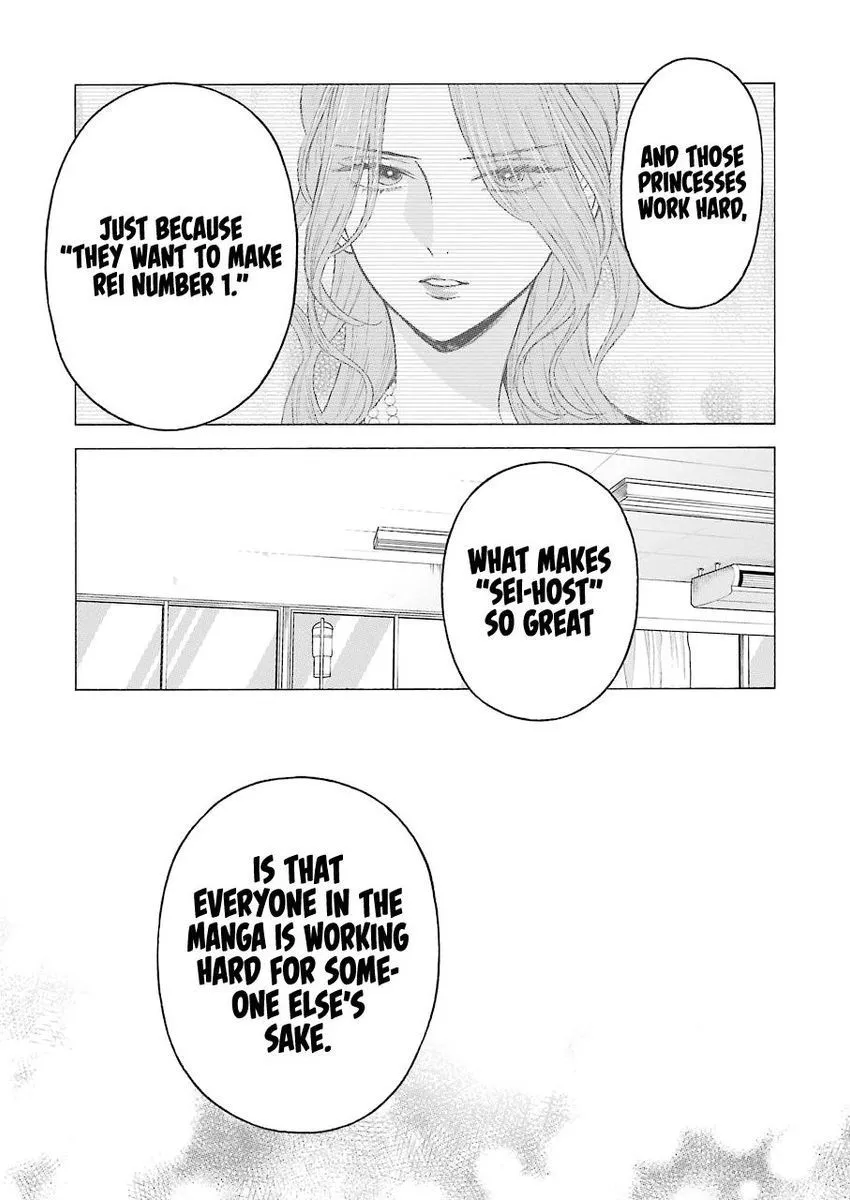 AND THOSE
PRINCESSES
WORK HARD,
JUST BECAUSE
"THEY WANT TO MAKE
REI NUMBER 1."
WHAT MAKES
"SEI-HOST"
SO GREAT
IS THAT
EVERYONE IN THE
MANGA IS WORKING
HARD FOR SOME-
ONE ELSE'S
SAKE.